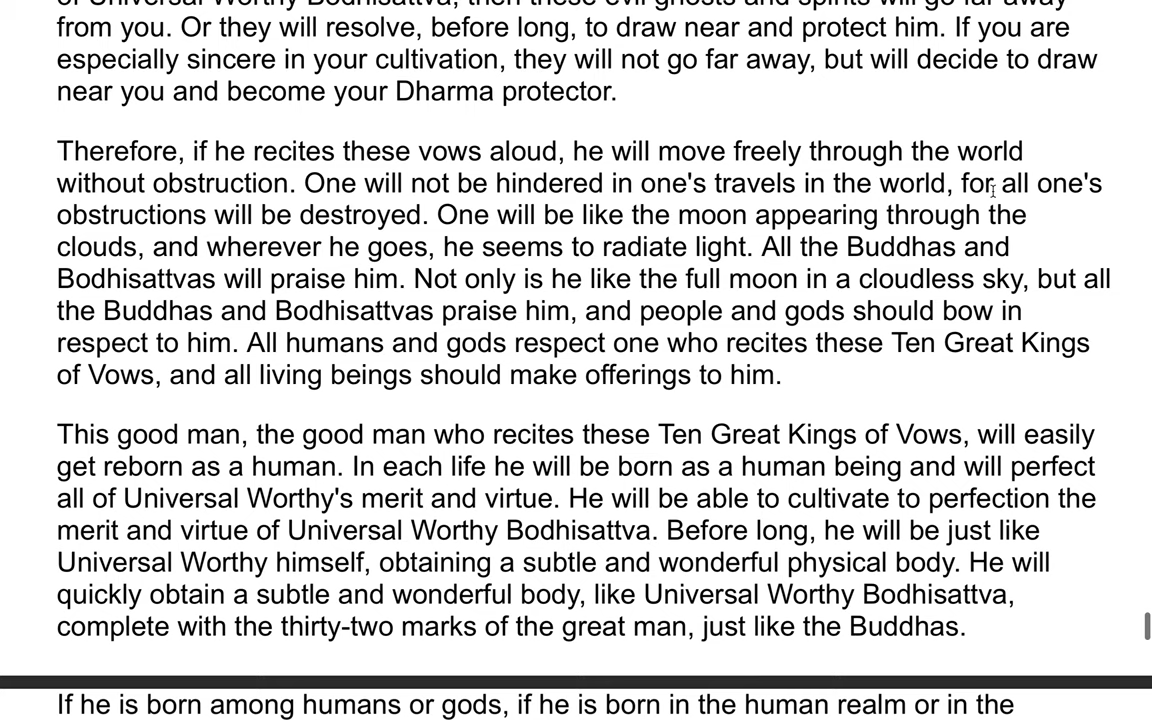 of Universal Worthy Bodhisattva, then these evil ghosts and spirits will go far away
from you. Or they will resolve, before long, to draw near and protect him. If you are
especially sincere in your cultivation, they will not go far away, but will decide to draw
near you and become your Dharma protector.
Therefore, if he recites these vows aloud, he will move freely through the world
without obstruction. One will not be hindered in one's travels in the world, for all one's
obstructions will be destroyed. One will be like the moon appearing through the
clouds, and wherever he goes, he seems to radiate light. All the Buddhas and
Bodhisattvas will praise him. Not only is he like the full moon in a cloudless sky, but all
the Buddhas and Bodhisattvas praise him, and people and gods should bow in
respect to him. All humans and gods respect one who recites these Ten Great Kings
of Vows, and all living beings should make offerings to him.
This good man, the good man who recites these Ten Great Kings of Vows, will easily
get reborn as a human. In each life he will be born as a human being and will perfect
all of Universal Worthy's merit and virtue. He will be able to cultivate to perfection the
merit and virtue of Universal Worthy Bodhisattva. Before long, he will be just like
Universal Worthy himself, obtaining a subtle and wonderful physical body. He will
quickly obtain a subtle and wonderful body, like Universal Worthy Bodhisattva,
complete with the thirty-two marks of the great man, just like the Buddhas.
If he is born among humans or gods, if he is born in the human realm or in the